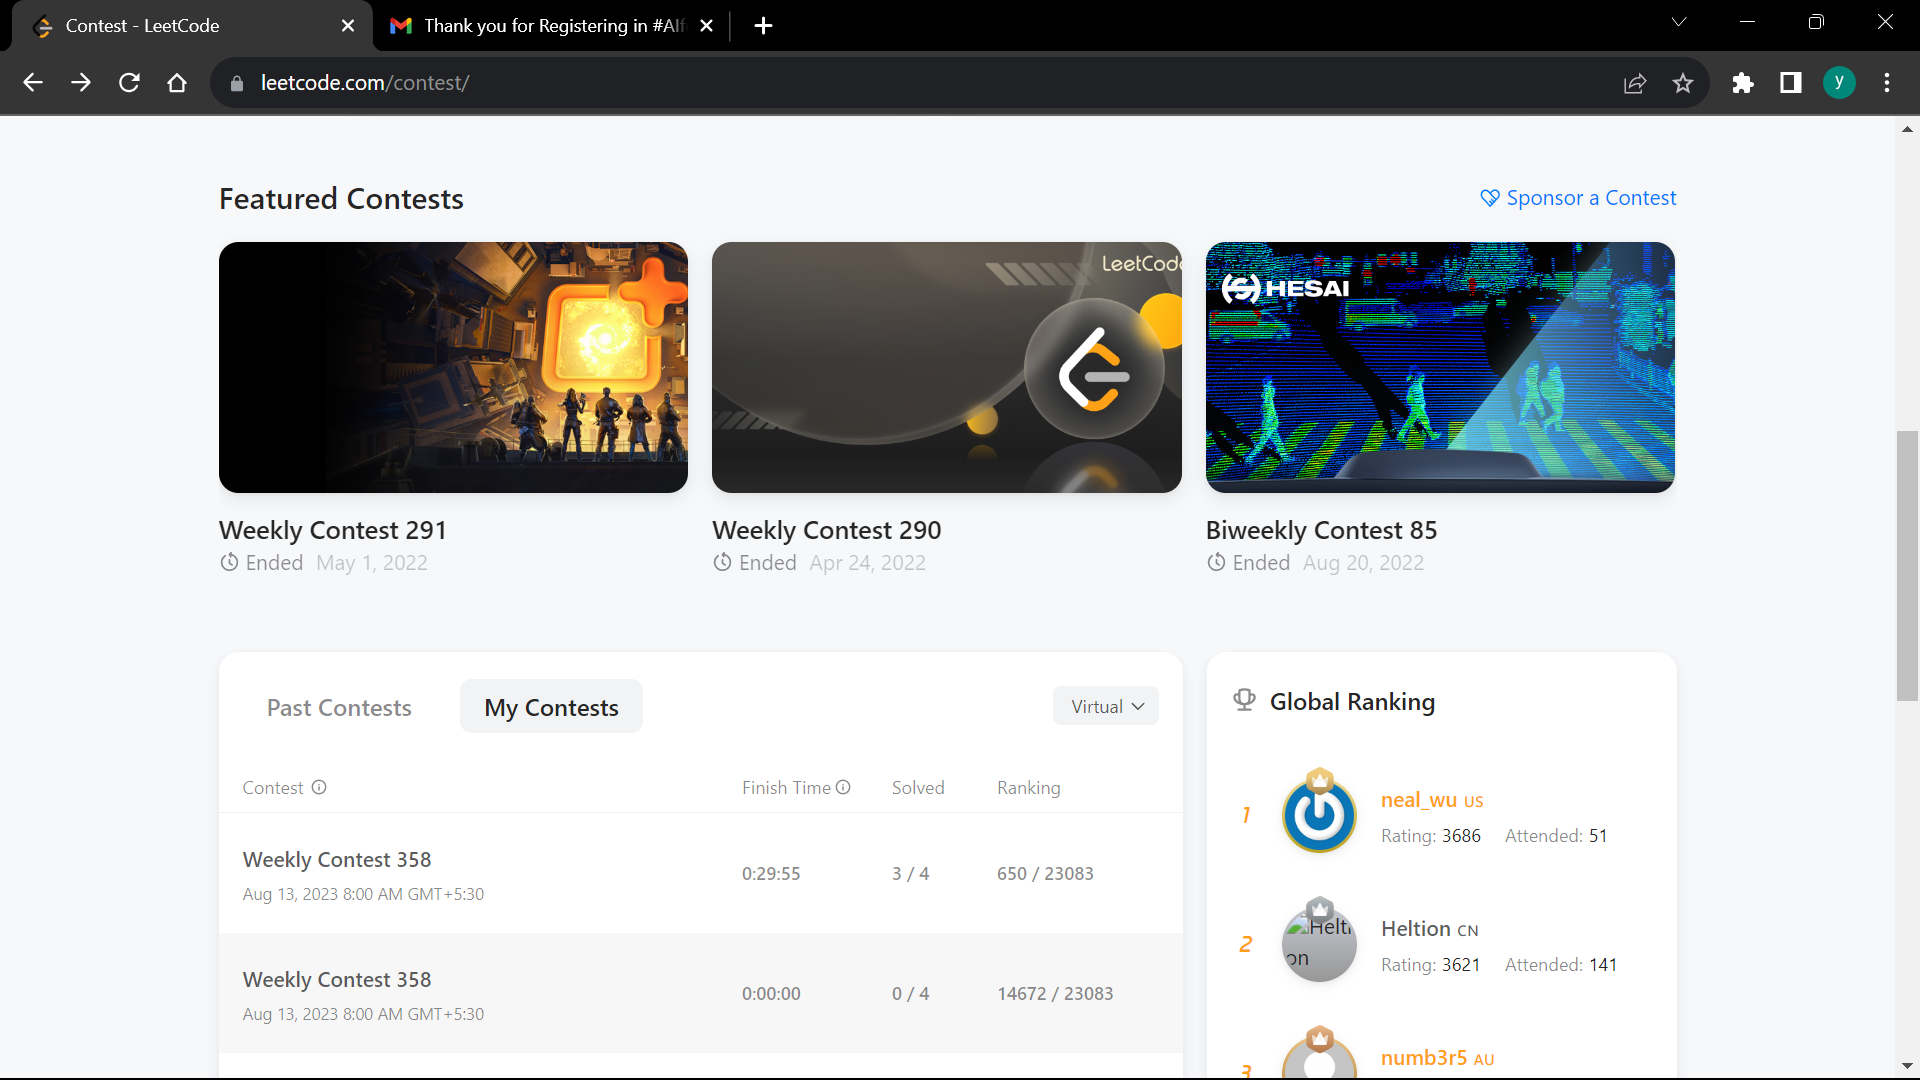 Contest - LeetCode
Thank you for Registering in #Alf
leetcode.com/contest/
y
Featured Contests
Sponsor a Contest
LeetCode
HESAI
Weekly Contest 291
Ended May 1, 2022
Weekly Contest 290
Ended Apr 24, 2022
Biweekly Contest 85
Ended Aug 20, 2022
Past Contests
My Contests
Virtual
Contest
Finish Time
Solved
Ranking
Weekly Contest 358
Aug 13, 2023 8:00 AM GMT+5:30
0:29:55
3 / 4
650 / 23083
Weekly Contest 358
Aug 13, 2023 8:00 AM GMT+5:30
0:00:00
0 / 4
14672 / 23083
Global Ranking
1
neal_wu US
Rating: 3686 Attended: 51
2
Helti
on
Heltion CN
Rating: 3621 Attended: 141
3
numb3r5 AU